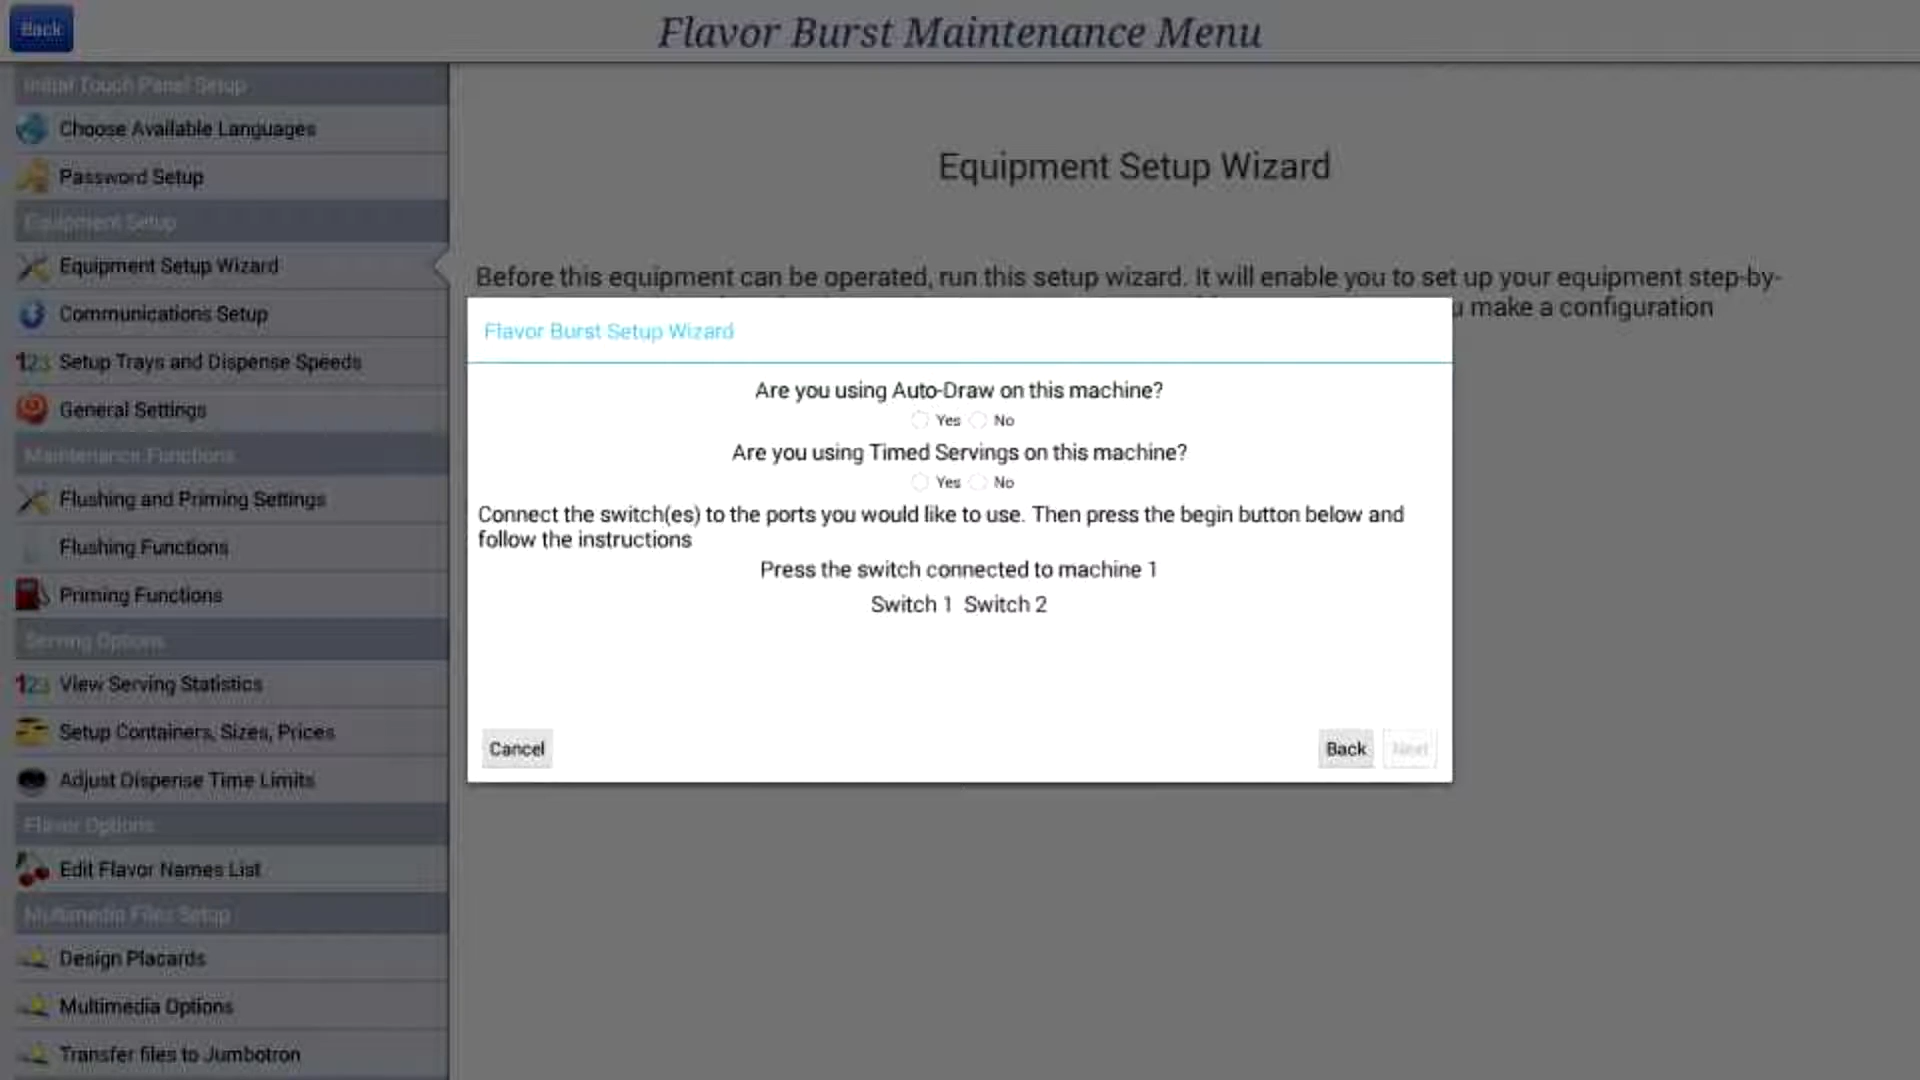 Back
Flavor Burst Maintenance Menu
Initial Touch Panel Setup
Choose Available Languages
Password Setup
Equipment Setup
Equipment Setup Wizard
Communications Setup
123 Setup Trays and Dispense Speeds
General Settings
Maintenance Functions
Flushing and Priming Settings
Flushing Functions
Priming Functions
Serving Options
123 View Serving Statistics
Setup Containers, Sizes, Prices
Adjust Dispense Time Limits
Flavor Options
Edit Flavor Names List
Multimedia Files Setup
Design Placards
Multimedia Options
Transfer files to Jumbotron
Equipment Setup Wizard
Before this equipment can be operated, run this setup wizard. It will enable you to set up your equipment step-by-
make a configuration
Flavor Burst Setup Wizard
Are you using Auto-Draw on this machine?
Yes No
Are you using Timed Servings on this machine?
Yes No
Connect the switch(es) to the ports you would like to use. Then press the begin button below and
follow the instructions
Press the switch connected to machine 1
Switch 1 Switch 2
Cancel
Back Next